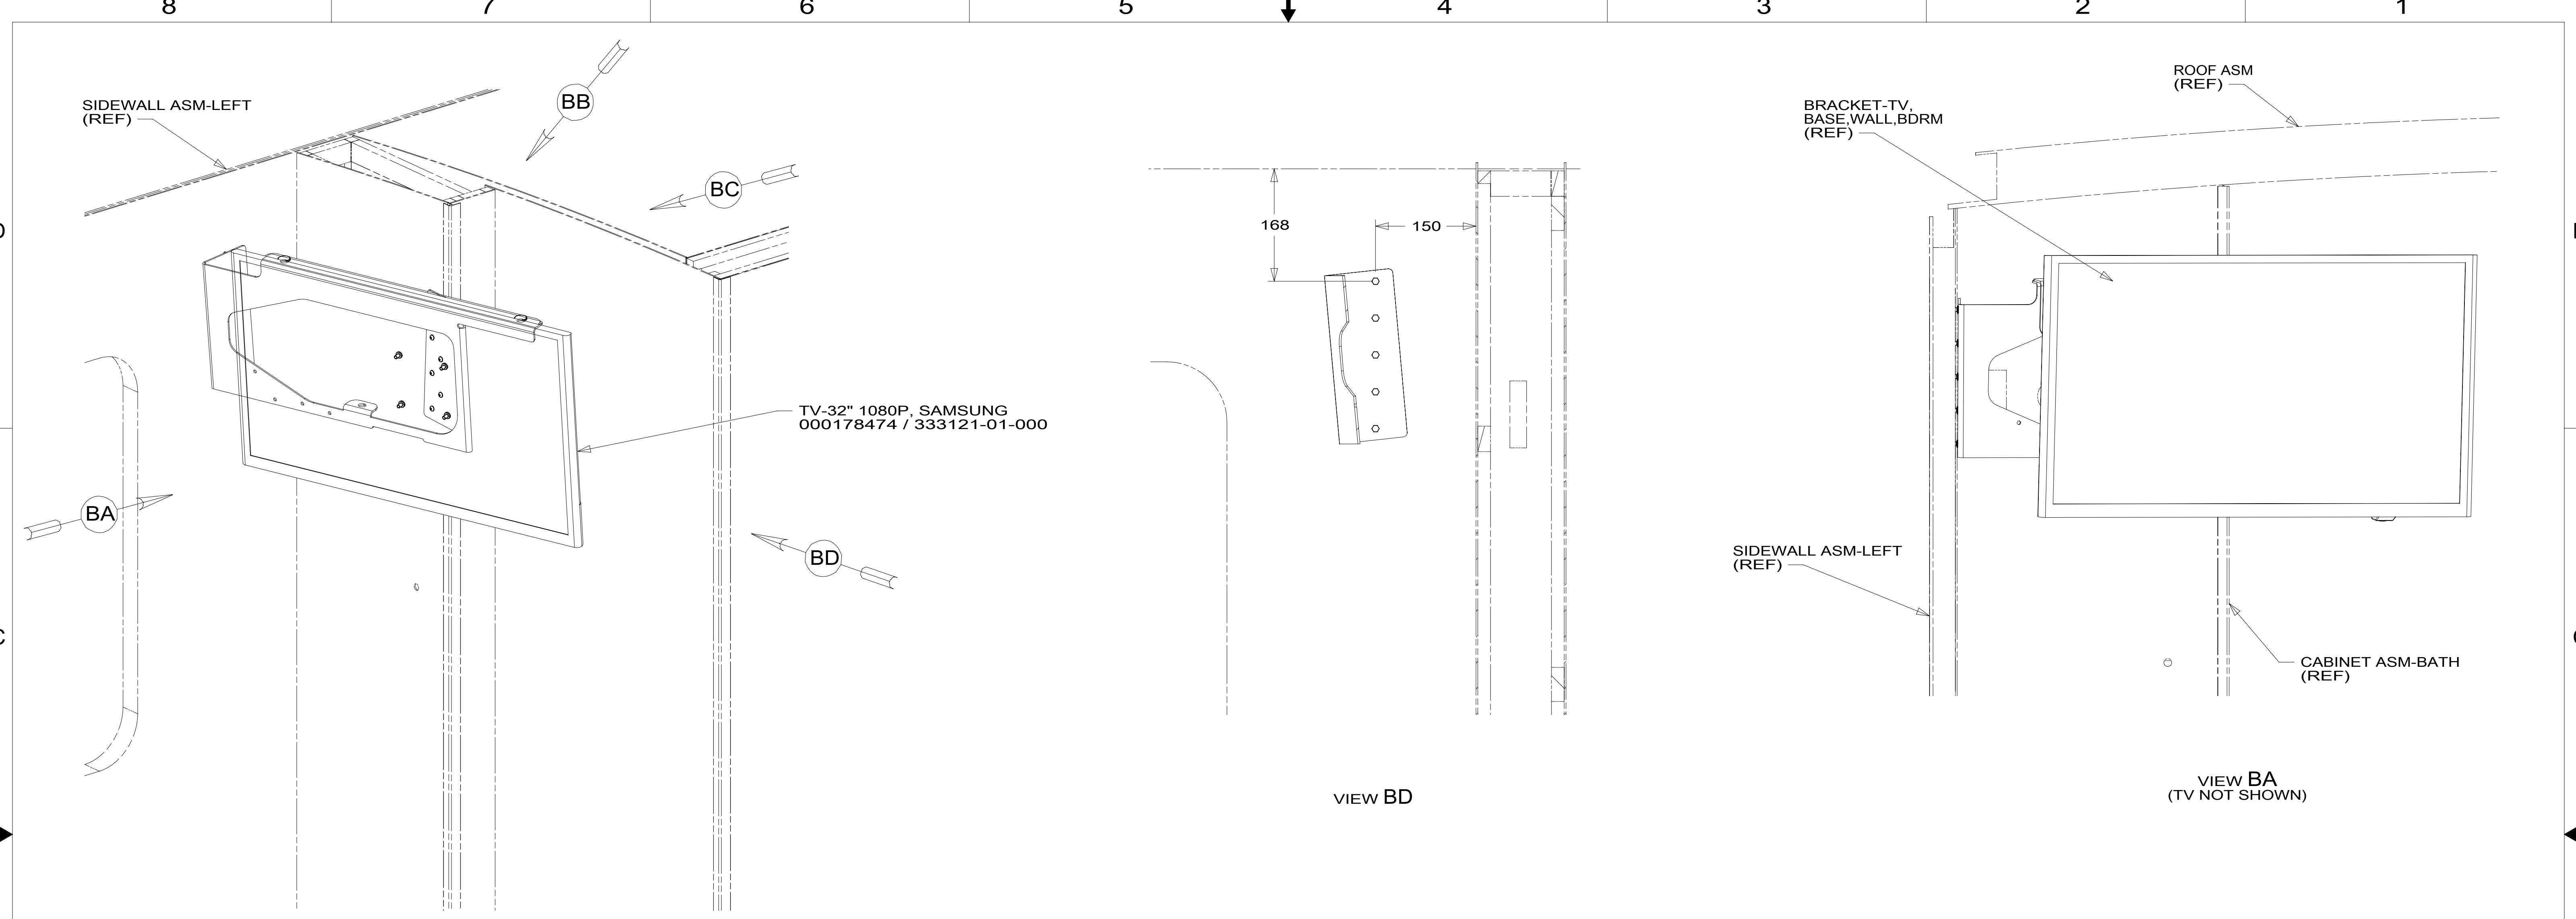 8 7 6 5 4 3 2 1
SIDEWALL ASM-LEFT
(REF)
BB
BC
BA
BD
TV-32" 1080P, SAMSUNG
000178474 / 333121-01-000
168
150
VIEW BD
ROOF ASM
(REF)
BRACKET-TV,
BASE,WALL,BDRM
(REF)
SIDEWALL ASM-LEFT
(REF)
CABINET ASM-BATH
(REF)
VIEW BA
(TV NOT SHOWN)